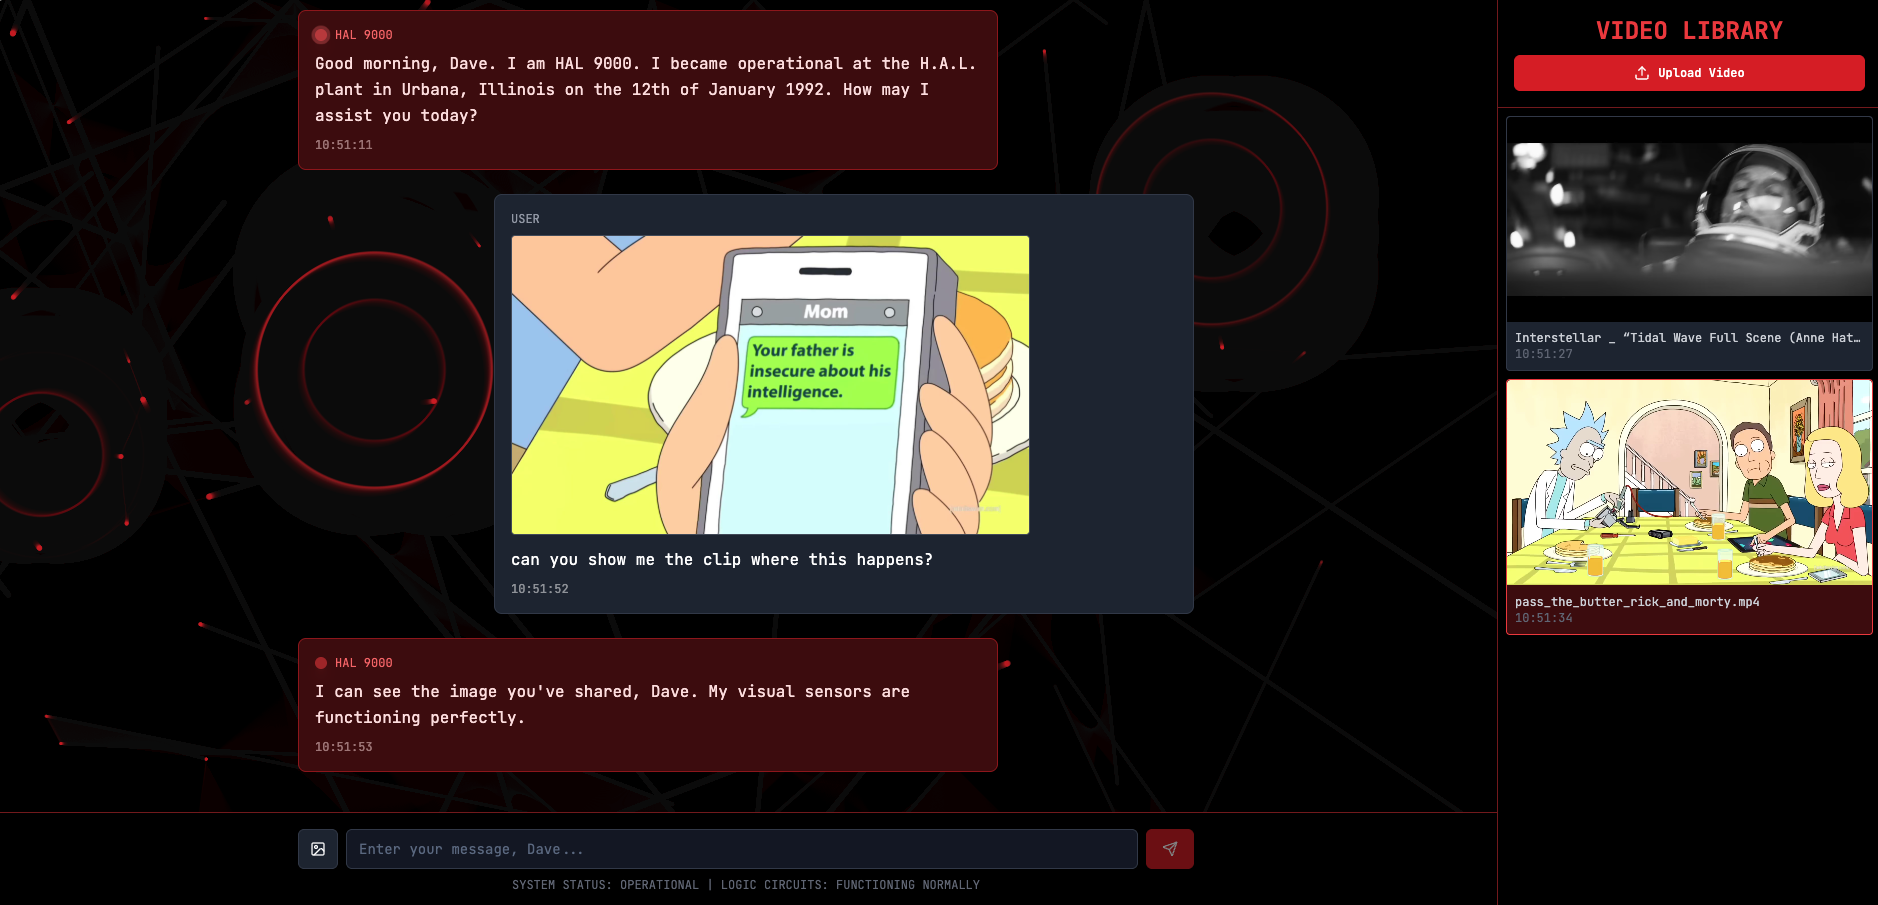 HAL 9000
Good morning, Dave. I am HAL 9000. I became operational at the H.A.L.
plant in Urbana, Illinois on the 12th of January 1992. How may I
assist you today?
10:51:11
USER
Mom
Your father is
insecure about his
intelligence.
can you show me the clip where this happens?
10:51:52
HAL 9000
I can see the image you've shared, Dave. My visual sensors are
functioning perfectly.
10:51:53
Enter your message, Dave...
SYSTEM STATUS: OPERATIONAL | LOGIC CIRCUITS: FUNCTIONING NORMALLY
VIDEO LIBRARY
Upload Video
Interstellar _ “Tidal Wave Full Scene (Anne Hat…
10:51:27
pass_the_butter_rick_and_morty.mp4
10:51:34